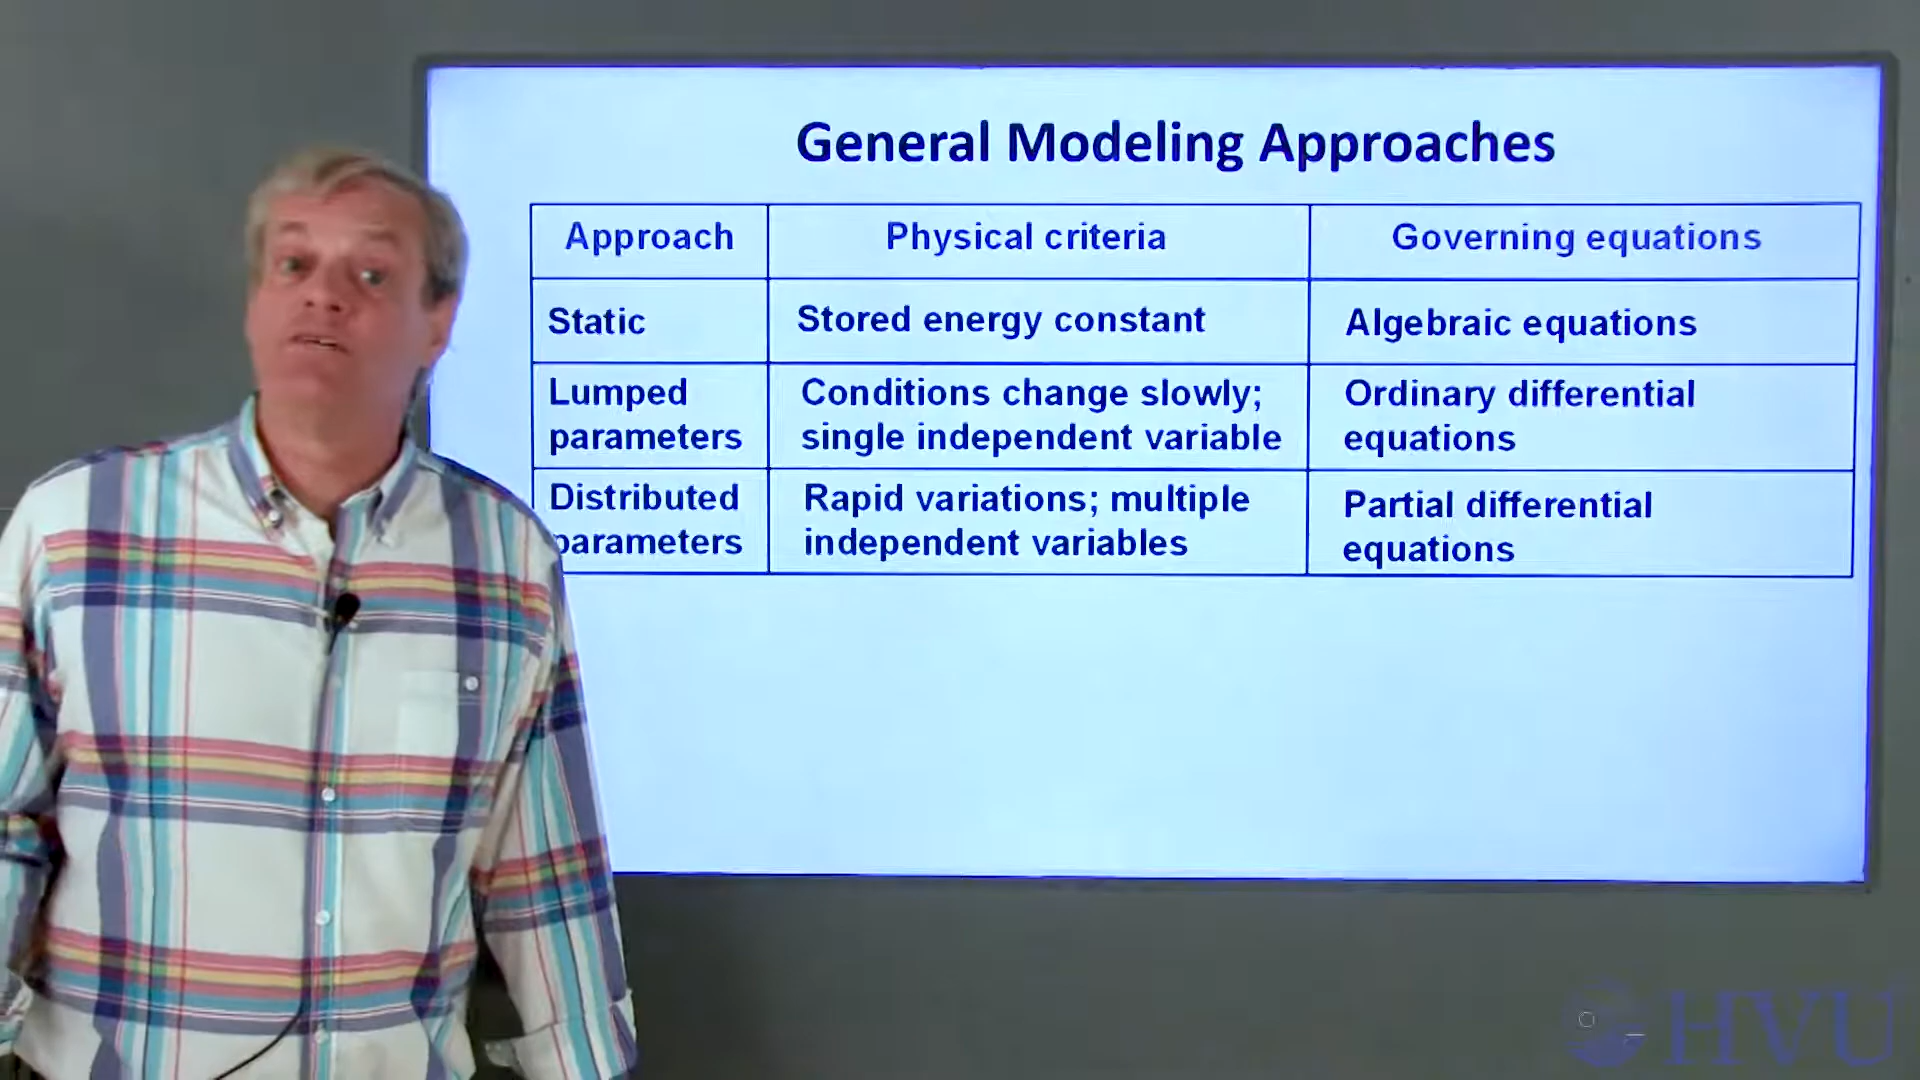 General Modeling Approaches
Approach Physical criteria Governing equations
Static Stored energy constant Algebraic equations
Lumped
parameters
Conditions change slowly;
single independent variable
Ordinary differential
equations
Distributed
parameters
Rapid variations; multiple
independent variables
Partial differential
equations
HVU